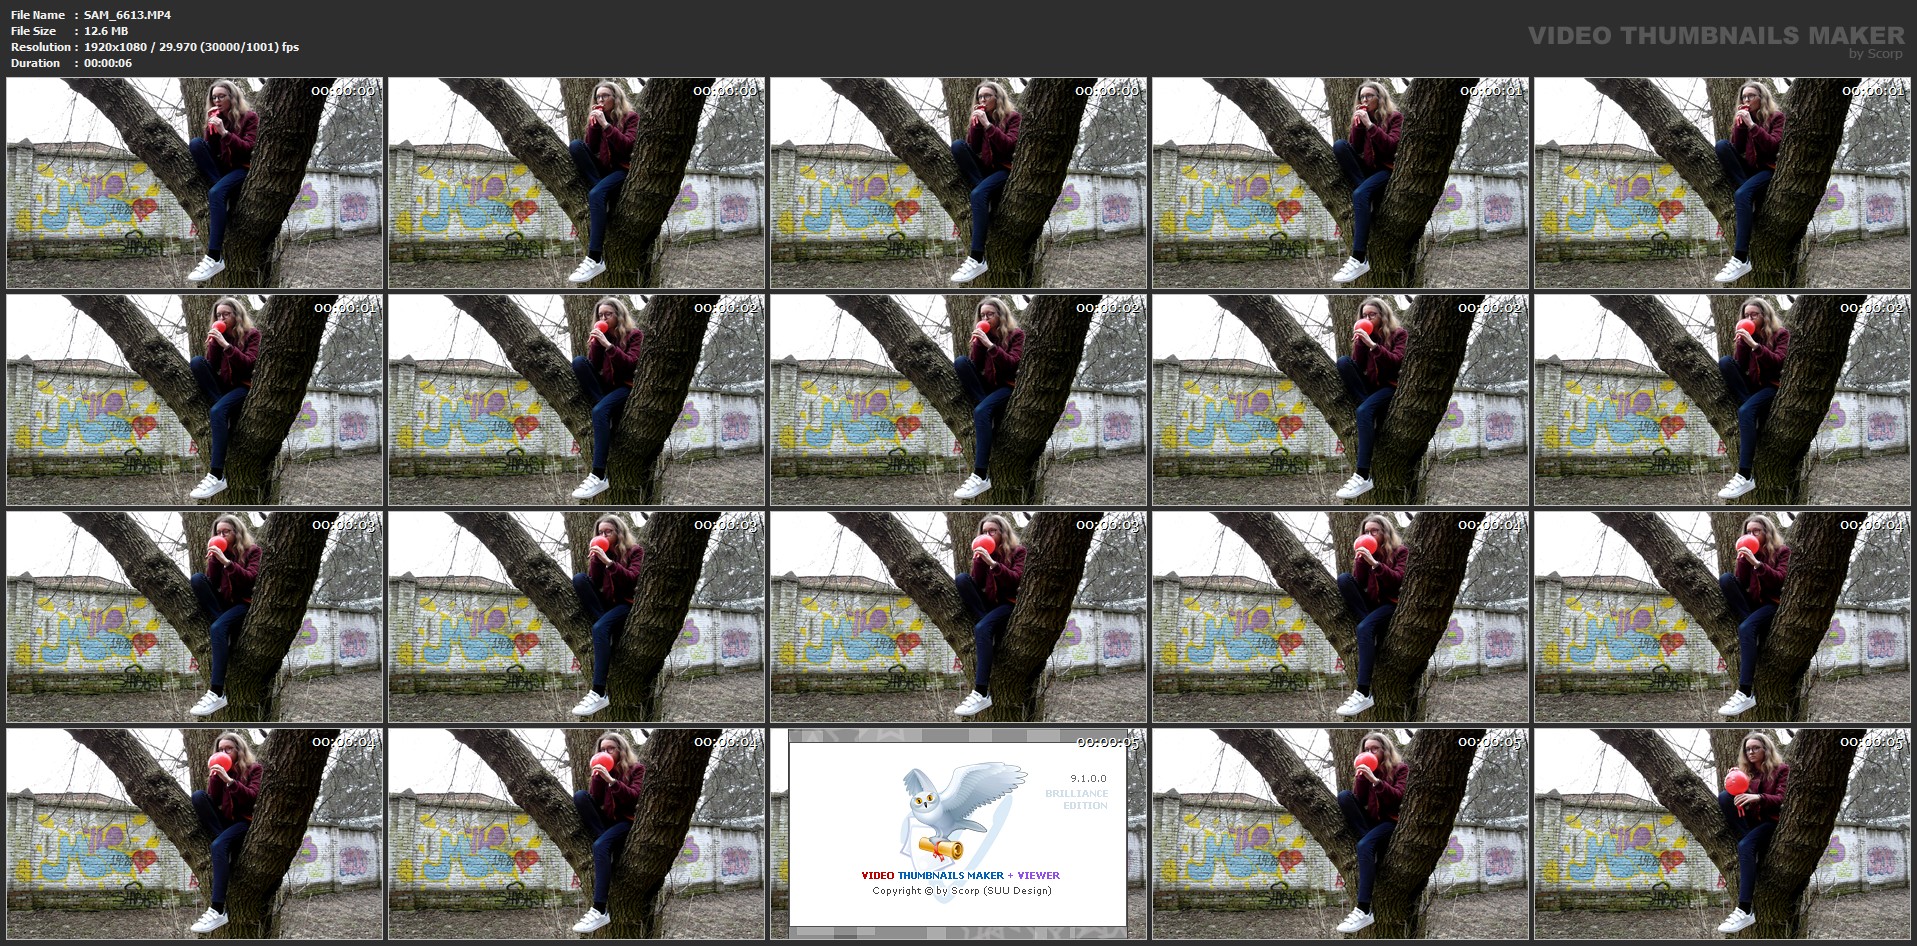 File Name : SAM_6613.MP4
File Size : 12.6 MB
Resolution : 1920x1080 / 29.970 (30000/1001) fps
Duration : 00:00:06
VIDEO THUMBNAILS MAKER
by Scorp
00:00:00
00:00:00
00:00:00
00:00:01
00:00:01
00:00:01
00:00:02
00:00:02
00:00:02
00:00:02
00:00:03
00:00:03
00:00:03
00:00:04
00:00:04
00:00:04
00:00:04
00:00:05
00:00:05
00:00:05
9.1.0.0
BRILLIANCE
EDITION
VIDEO THUMBNAILS MAKER + VIEWER
Copyright © by Scorp (SUU Design)